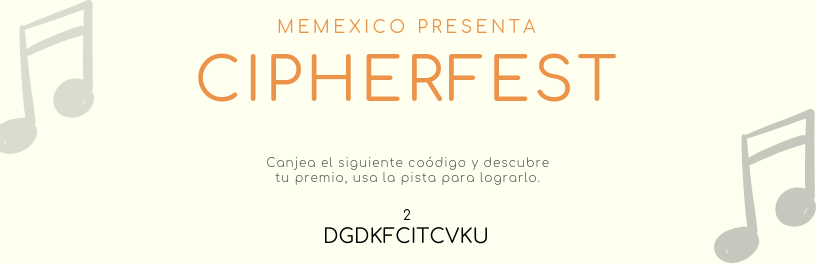 MEMEXICO PRESENTA
CIPHERFEST
Canjea el siguiente coódigo y descubre
tu premio, usa la pista para lograrlo.
2
DGDKFCITCVKU